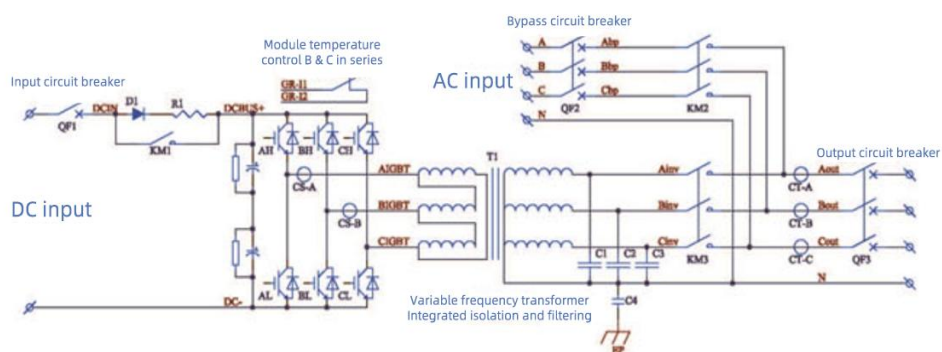 Bypass circuit breaker
Module temperature
control B & C in series
Input circuit breaker
AC input
A
Abp
B
Bbp
C
Cbp
N
QF2
KM2
GR-I1
GR-I2
DCIN
D1
R1
DCBUS+
QF1
KM1
AH
BH
CH
CS-A
CS-B
AIGBT
BIGBT
CIGBT
T1
Ainv
Binv
Cinv
KM3
Output circuit breaker
CT-A
Aout
CT-B
Bout
CT-C
Cout
QF3
N
DC input
C1
C2
C3
AL
BL
CL
DC-
Variable frequency transformer
Integrated isolation and filtering
C4